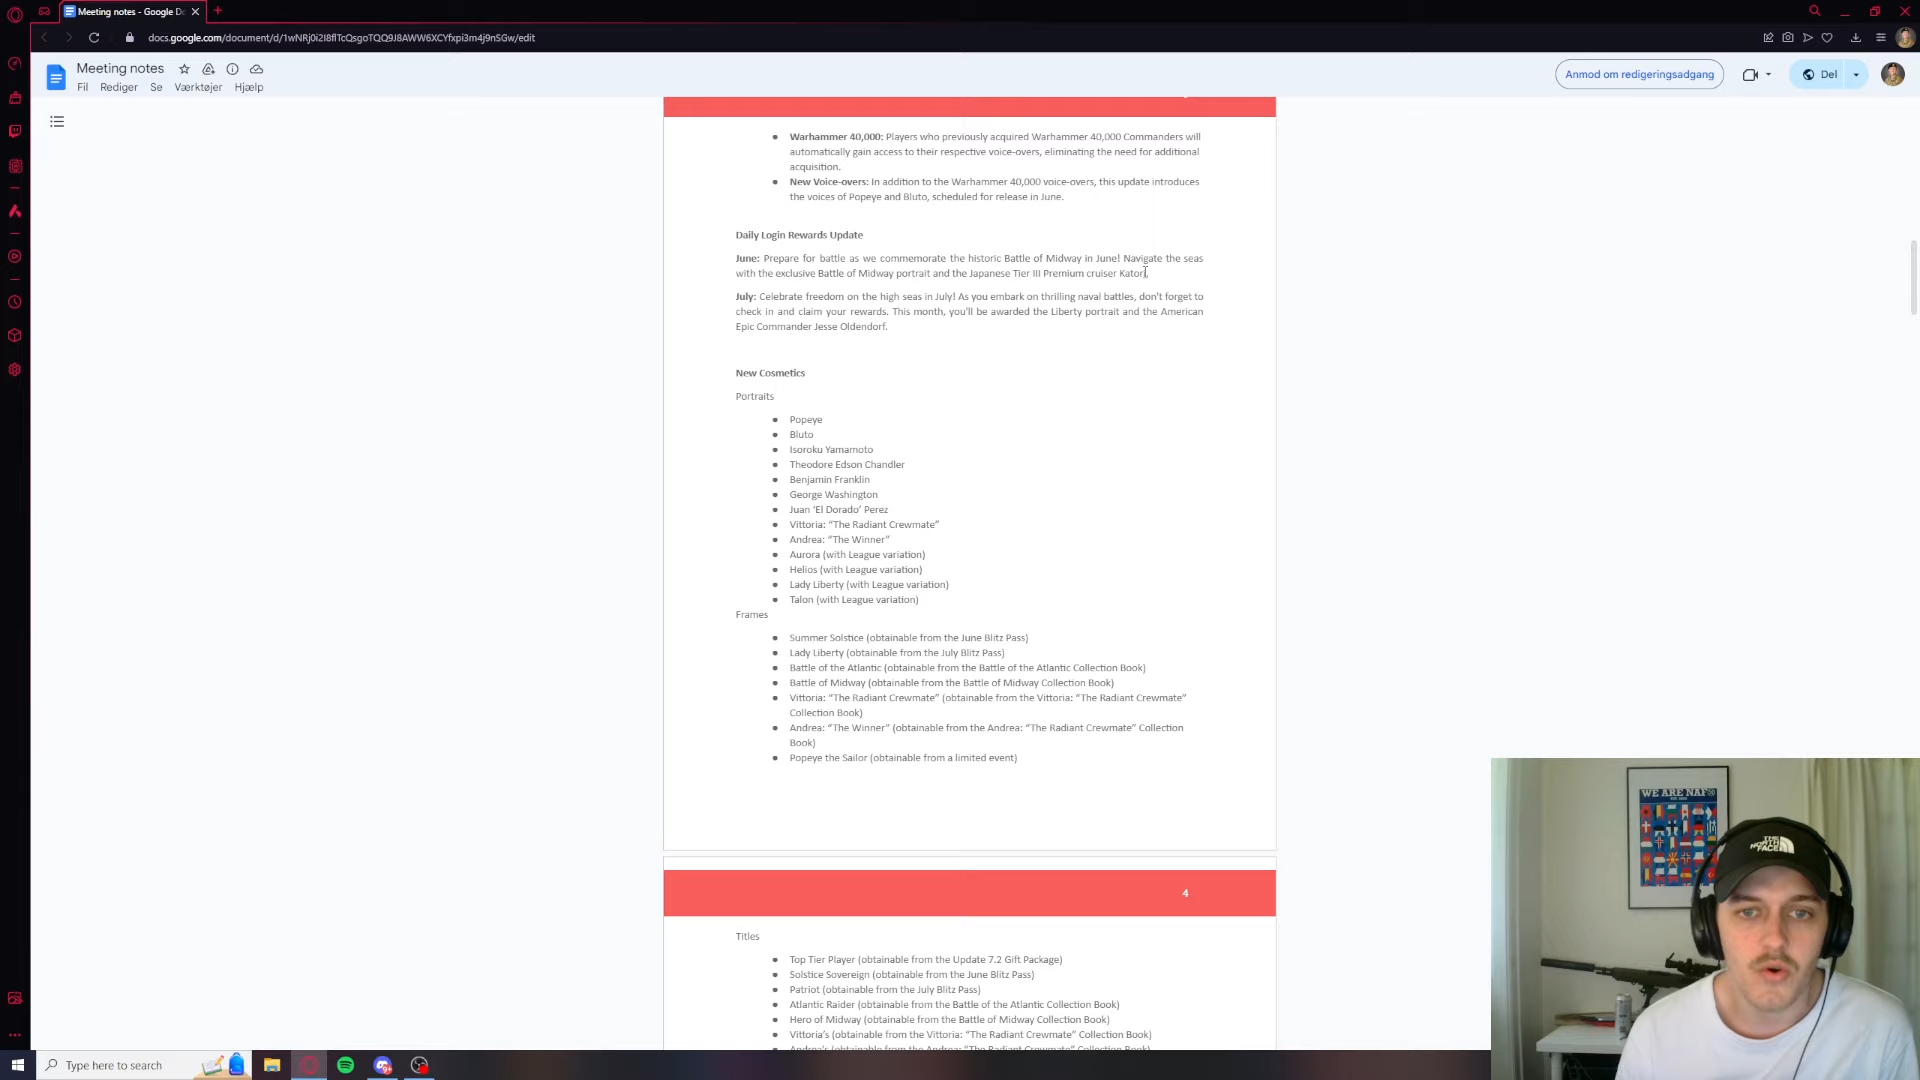 Meeting notes - Google Do
docs.google.com/document/d/1wNRj0i2I8flTcQsgoTQQ9J8AWW6XCYfxpi3m4j9nSGw/edit
Meeting notes
Fil Rediger Se Værktøjer Hjælp
Anmod om redigeringsadgang
Del
Warhammer 40,000: Players who previously acquired Warhammer 40,000 Commanders will
automatically gain access to their respective voice-overs, eliminating the need for additional
acquisition.
New Voice-overs: In addition to the Warhammer 40,000 voice-overs, this update introduces
the voices of Popeye and Bluto, scheduled for release in June.
Daily Login Rewards Update
June: Prepare for battle as we commemorate the historic Battle of Midway in June! Navigate the seas
with the exclusive Battle of Midway portrait and the Japanese Tier III Premium cruiser Katori.
July: Celebrate freedom on the high seas in July! As you embark on thrilling naval battles, don't forget to
check in and claim your rewards. This month, you'll be awarded the Liberty portrait and the American
Epic Commander Jesse Oldendorf.
New Cosmetics
Portraits
Popeye
Bluto
Isoroku Yamamoto
Theodore Edson Chandler
Benjamin Franklin
George Washington
Juan ‘El Dorado’ Perez
Vittoria: “The Radiant Crewmate”
Andrea: “The Winner”
Aurora (with League variation)
Helios (with League variation)
Lady Liberty (with League variation)
Talon (with League variation)
Frames
Summer Solstice (obtainable from the June Blitz Pass)
Lady Liberty (obtainable from the July Blitz Pass)
Battle of the Atlantic (obtainable from the Battle of the Atlantic Collection Book)
Battle of Midway (obtainable from the Battle of Midway Collection Book)
Vittoria: “The Radiant Crewmate” (obtainable from the Vittoria: “The Radiant Crewmate”
Collection Book)
Andrea: “The Winner” (obtainable from the Andrea: “The Radiant Crewmate” Collection
Book)
Popeye the Sailor (obtainable from a limited event)
4
Titles
Top Tier Player (obtainable from the Update 7.2 Gift Package)
Solstice Sovereign (obtainable from the June Blitz Pass)
Patriot (obtainable from the July Blitz Pass)
Atlantic Raider (obtainable from the Battle of the Atlantic Collection Book)
Hero of Midway (obtainable from the Battle of Midway Collection Book)
Vittoria’s (obtainable from the Vittoria: “The Radiant Crewmate” Collection Book)
Andrea’s (obtainable from the Andrea: “The Radiant Crewmate” Collection Book)
WE ARE NAF
THE NORTH FACE
Type here to search